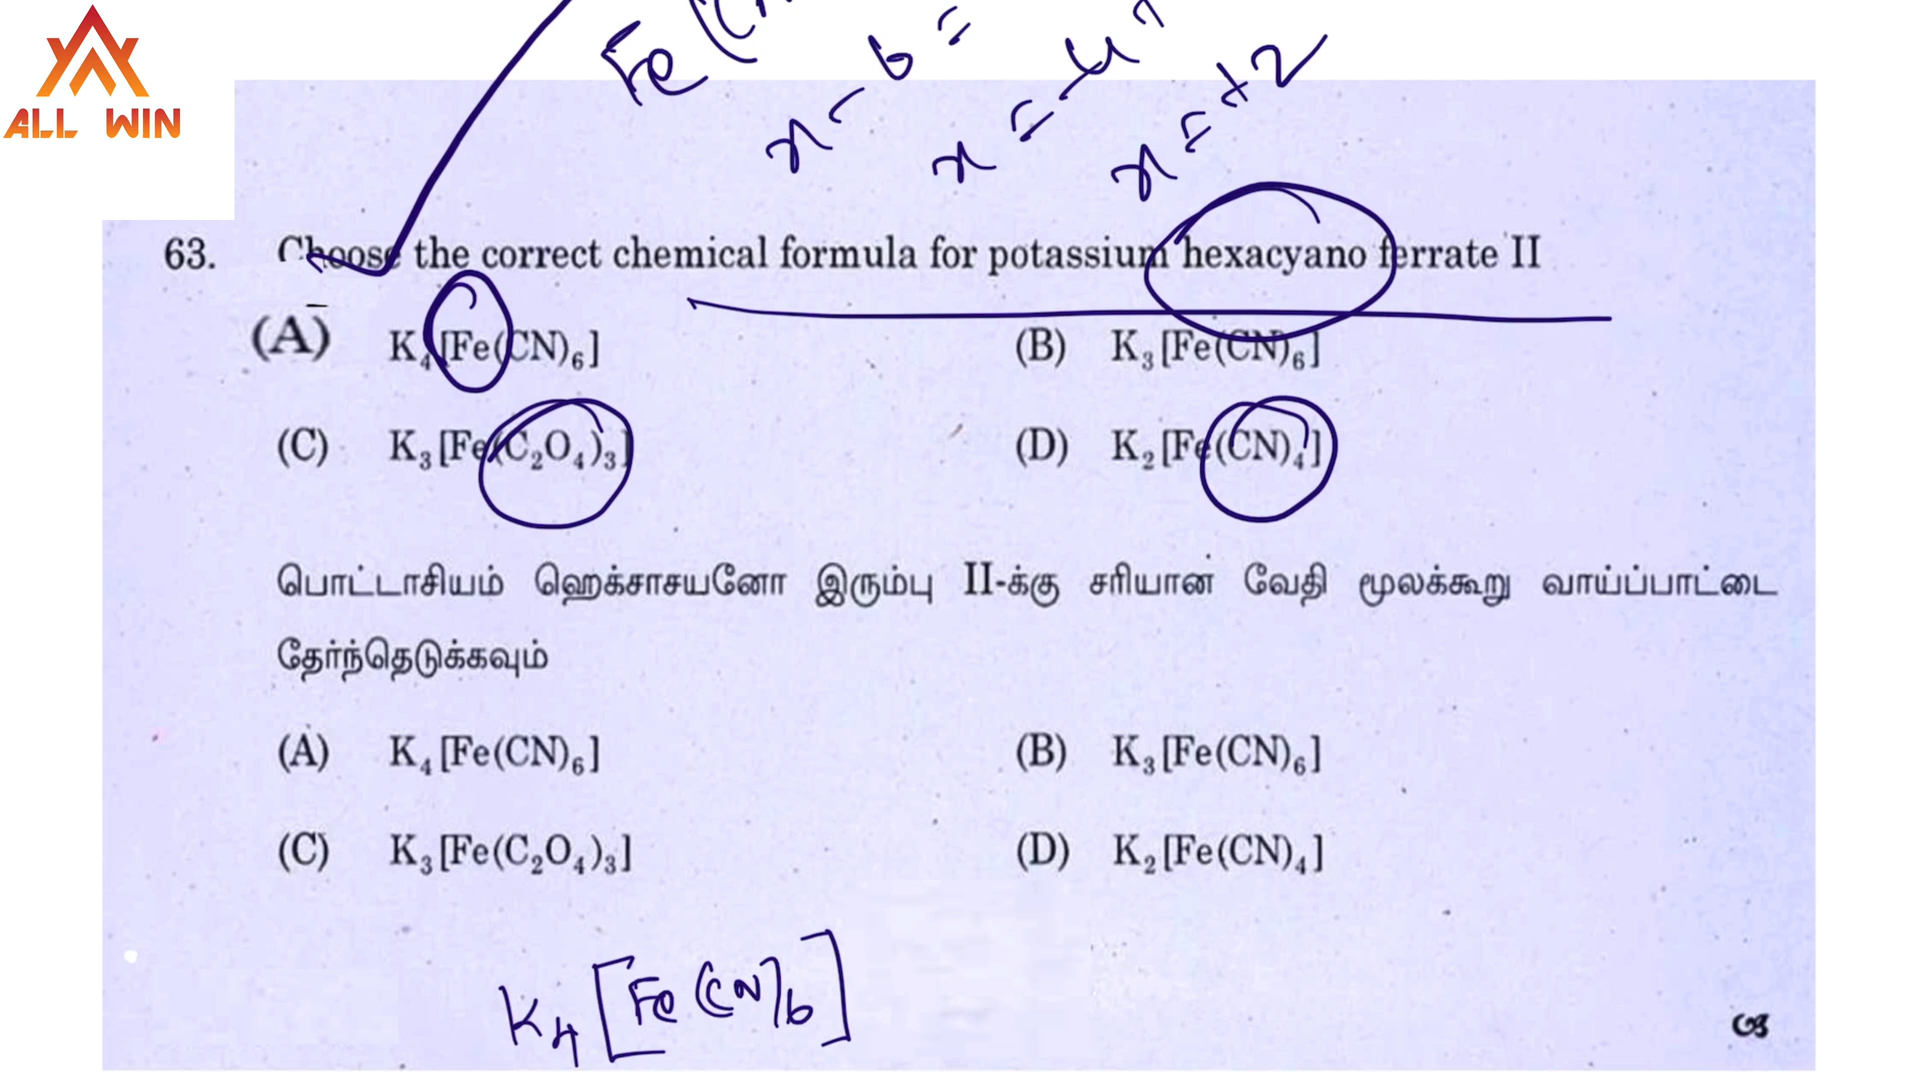 ALL WIN
Fe (C
x - 6 =
x = -4
x = +2
63. Choose the correct chemical formula for potassium hexacyano ferrate II
(A) K₄[Fe(CN)₆] (B) K₃[Fe(CN)₆]
(C) K₃[Fe(C₂O₄)₃] (D) K₂[Fe(CN)₄]
பொட்டாசியம் ஹெக்சாசயனோ இரும்பு II-க்கு சரியான வேதி மூலக்கூறு வாய்ப்பாட்டை
தேர்ந்தெடுக்கவும்
(A) K₄[Fe(CN)₆] (B) K₃[Fe(CN)₆]
(C) K₃[Fe(C₂O₄)₃] (D) K₂[Fe(CN)₄]
K₄[Fe(CN)₆]